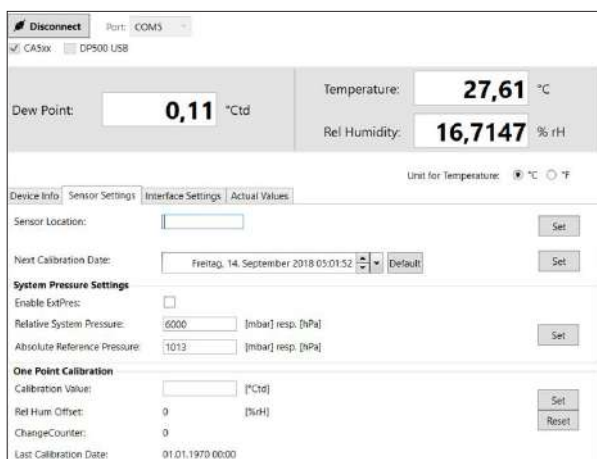 Disconnect Port: COM5
CA5xx DP500 USB
Dew Point: 0,11 °Ctd
Temperature: 27,61 °C
Rel Humidity: 16,7147 % rH
Unit for Temperature: °C °F
Device Info Sensor Settings Interface Settings Actual Values
Sensor Location: Set
Next Calibration Date: Freitag, 14. September 2018 05:01:52 Default Set
System Pressure Settings
Enable ExtPres:
Relative System Pressure: 6000 [mbar] resp. [hPa]
Set
Absolute Reference Pressure: 1013 [mbar] resp. [hPa]
One Point Calibration
Calibration Value: [°Ctd]
Set
Rel Hum Offset: 0 [%rH]
Reset
ChangeCounter: 0
Last Calibration Date: 01.01.1970 00:00